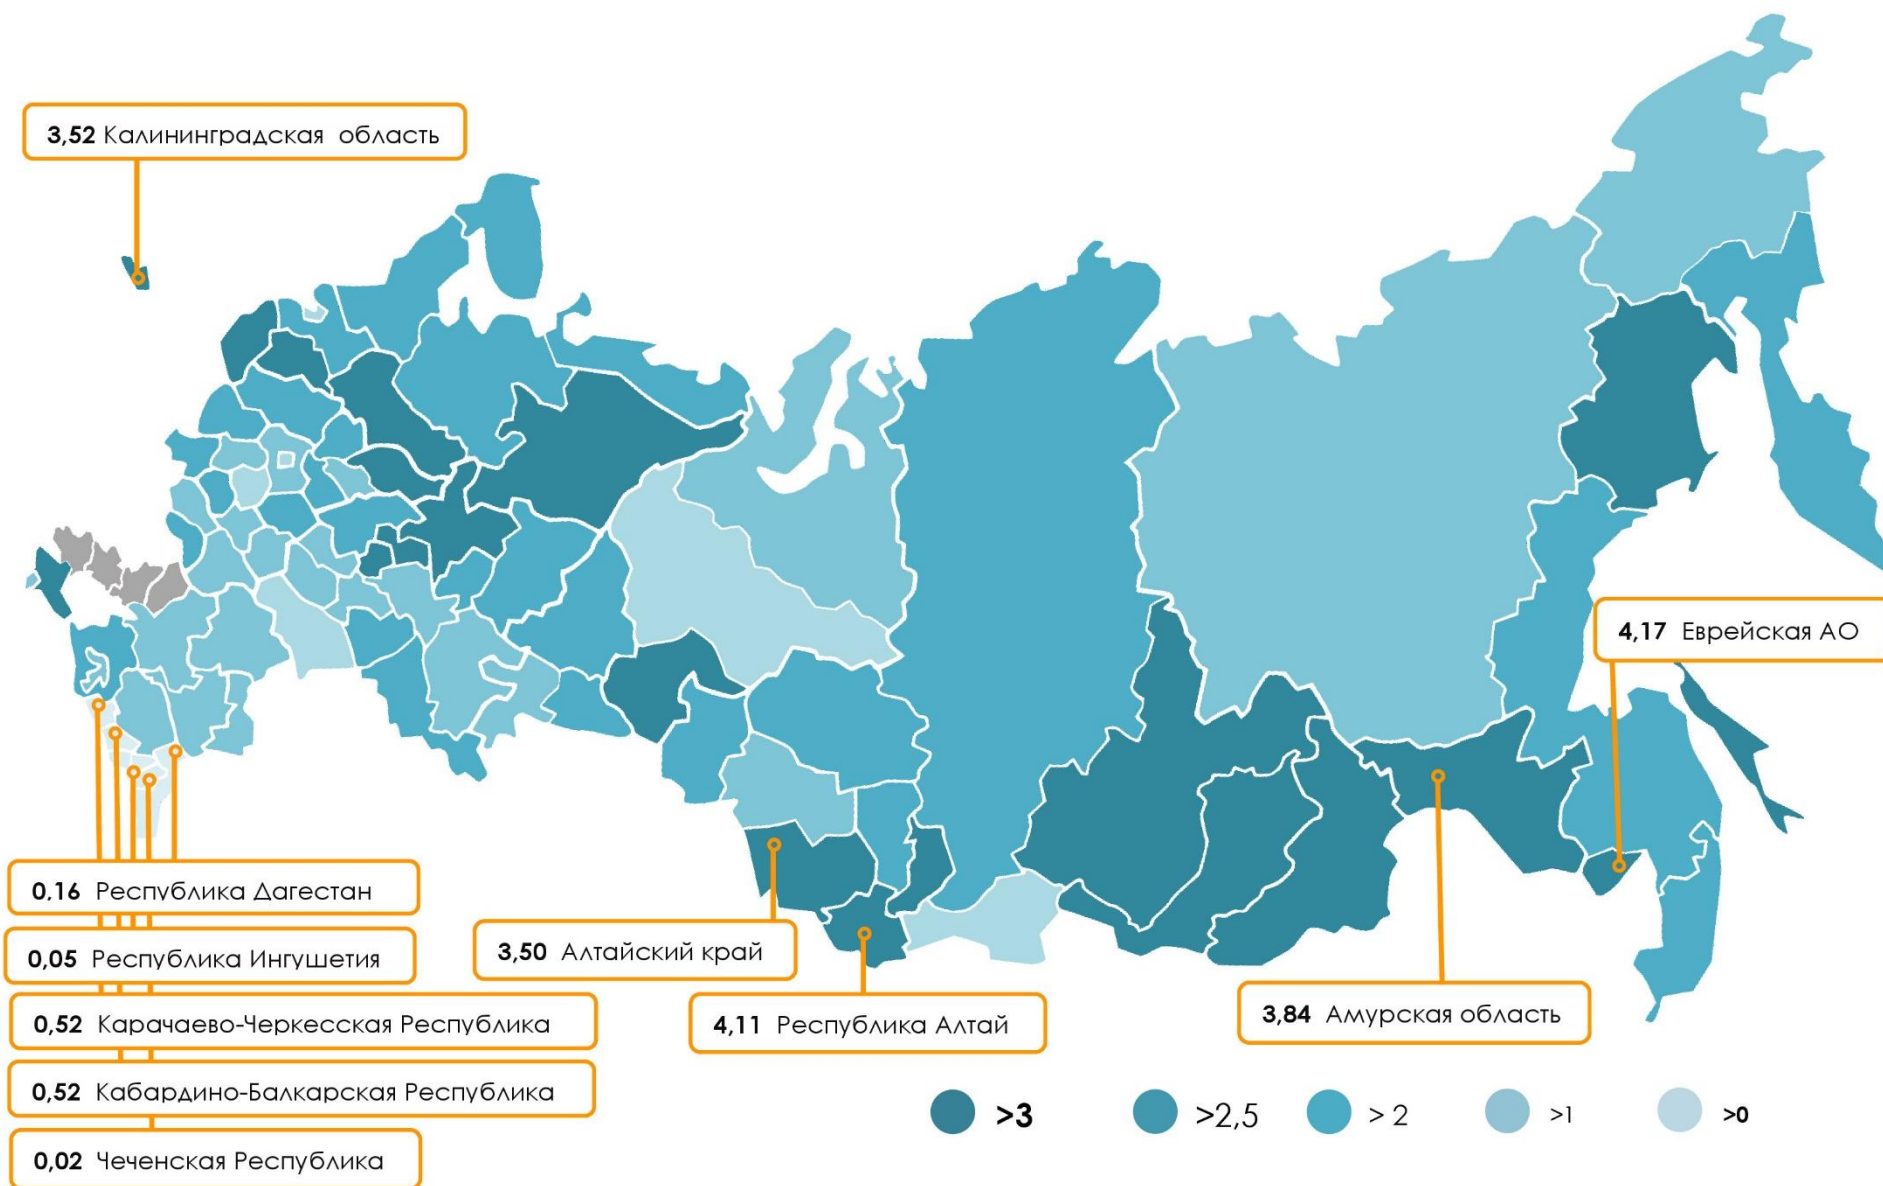 3,52 Калининградская область
4,17 Еврейская АО
0,16 Республика Дагестан
0,05 Республика Ингушетия
0,52 Карачаево-Черкесская Республика
0,52 Кабардино-Балкарская Республика
0,02 Чеченская Республика
3,50 Алтайский край
4,11 Республика Алтай
3,84 Амурская область
>3 >2,5 > 2 >1 >0